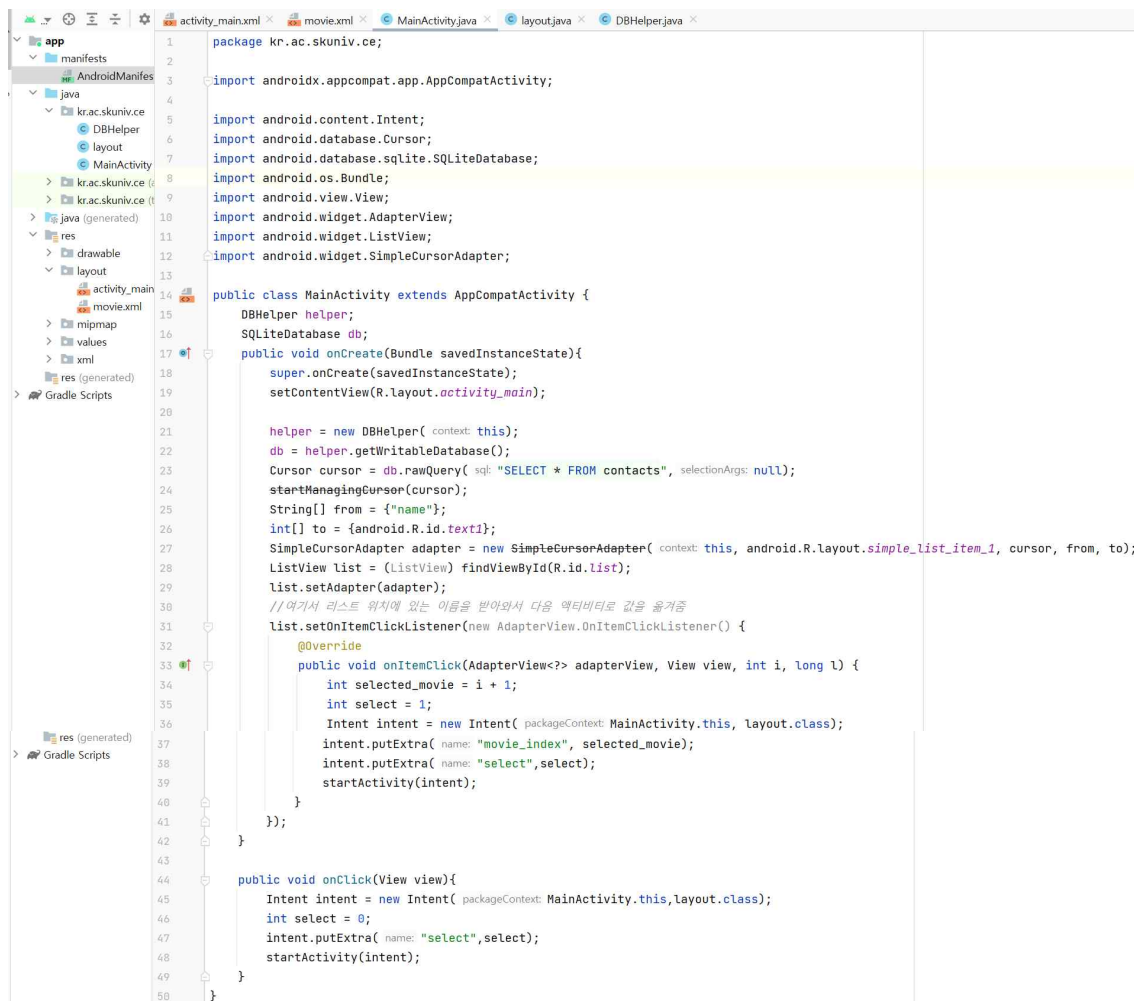 activity_main.xml movie.xml MainActivity.java layout.java DBHelper.java
app
manifests
AndroidManifes
java
kr.ac.skuniv.ce
DBHelper
layout
MainActivity
kr.ac.skuniv.ce (a
kr.ac.skuniv.ce (t
java (generated)
res
drawable
layout
activity_main
movie.xml
mipmap
values
xml
res (generated)
Gradle Scripts
1 package kr.ac.skuniv.ce;
2
3 import androidx.appcompat.app.AppCompatActivity;
4
5 import android.content.Intent;
6 import android.database.Cursor;
7 import android.database.sqlite.SQLiteDatabase;
8 import android.os.Bundle;
9 import android.view.View;
10 import android.widget.AdapterView;
11 import android.widget.ListView;
12 import android.widget.SimpleCursorAdapter;
13
14 public class MainActivity extends AppCompatActivity {
15 DBHelper helper;
16 SQLiteDatabase db;
17 public void onCreate(Bundle savedInstanceState){
18 super.onCreate(savedInstanceState);
19 setContentView(R.layout.activity_main);
20
21 helper = new DBHelper( context: this);
22 db = helper.getWritableDatabase();
23 Cursor cursor = db.rawQuery( sql: "SELECT * FROM contacts", selectionArgs: null);
24 startManagingCursor(cursor);
25 String[] from = {"name"};
26 int[] to = {android.R.id.text1};
27 SimpleCursorAdapter adapter = new SimpleCursorAdapter( context: this, android.R.layout.simple_list_item_1, cursor, from, to);
28 ListView list = (ListView) findViewById(R.id.list);
29 list.setAdapter(adapter);
30 //여기서 리스트 위치에 있는 이름을 받아와서 다음 액티비티로 값을 옮겨줌
31 list.setOnItemClickListener(new AdapterView.OnItemClickListener() {
32 @Override
33 public void onItemClick(AdapterView<?> adapterView, View view, int i, long l) {
34 int selected_movie = i + 1;
35 int select = 1;
36 Intent intent = new Intent( packageContext: MainActivity.this, layout.class);
res (generated)
Gradle Scripts
37 intent.putExtra( name: "movie_index", selected_movie);
38 intent.putExtra( name: "select",select);
39 startActivity(intent);
40 }
41 });
42 }
43
44 public void onClick(View view){
45 Intent intent = new Intent( packageContext: MainActivity.this,layout.class);
46 int select = 0;
47 intent.putExtra( name: "select",select);
48 startActivity(intent);
49 }
50 }